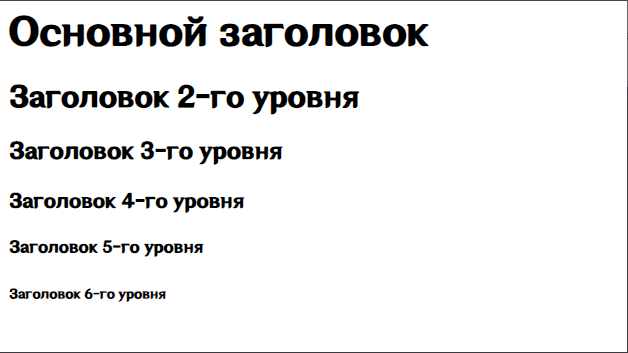 Основной заголовок
Заголовок 2-го уровня
Заголовок 3-го уровня
Заголовок 4-го уровня
Заголовок 5-го уровня
Заголовок 6-го уровня